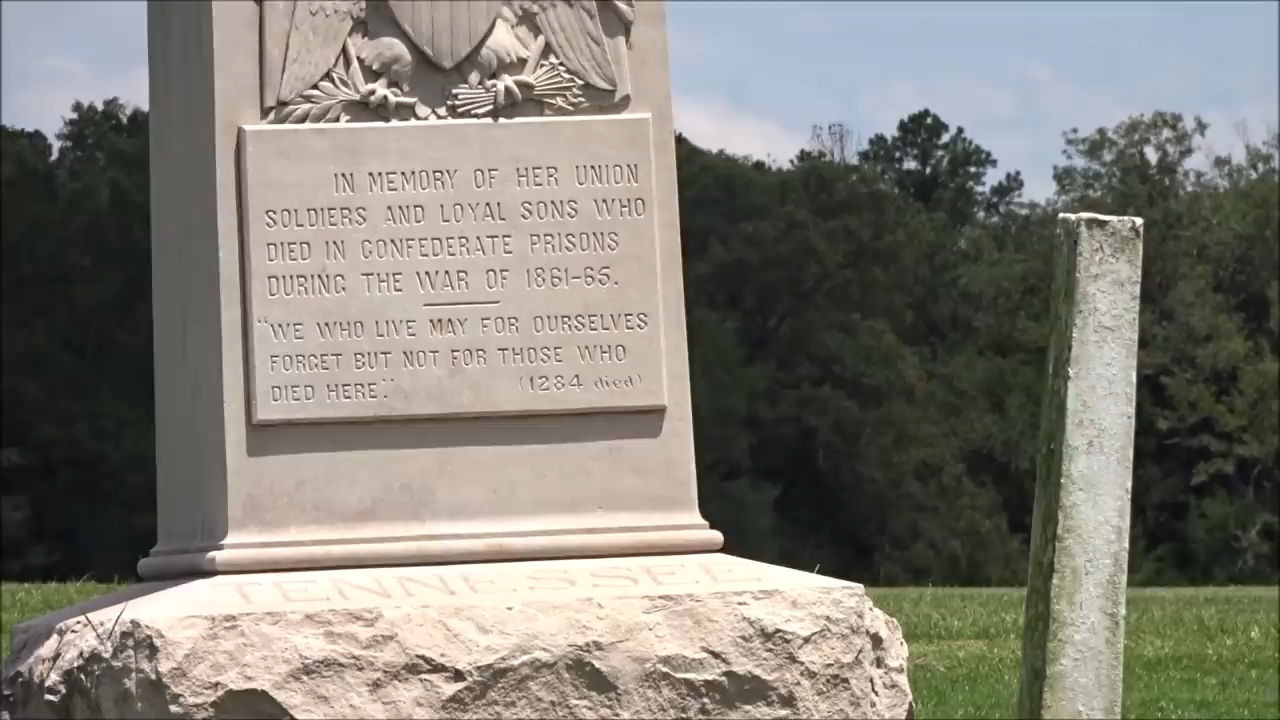 IN MEMORY OF HER UNION
SOLDIERS AND LOYAL SONS WHO
DIED IN CONFEDERATE PRISONS
DURING THE WAR OF 1861-65.
"WE WHO LIVE MAY FOR OURSELVES
FORGET BUT NOT FOR THOSE WHO
DIED HERE." (1284 died)
TENNESSEE